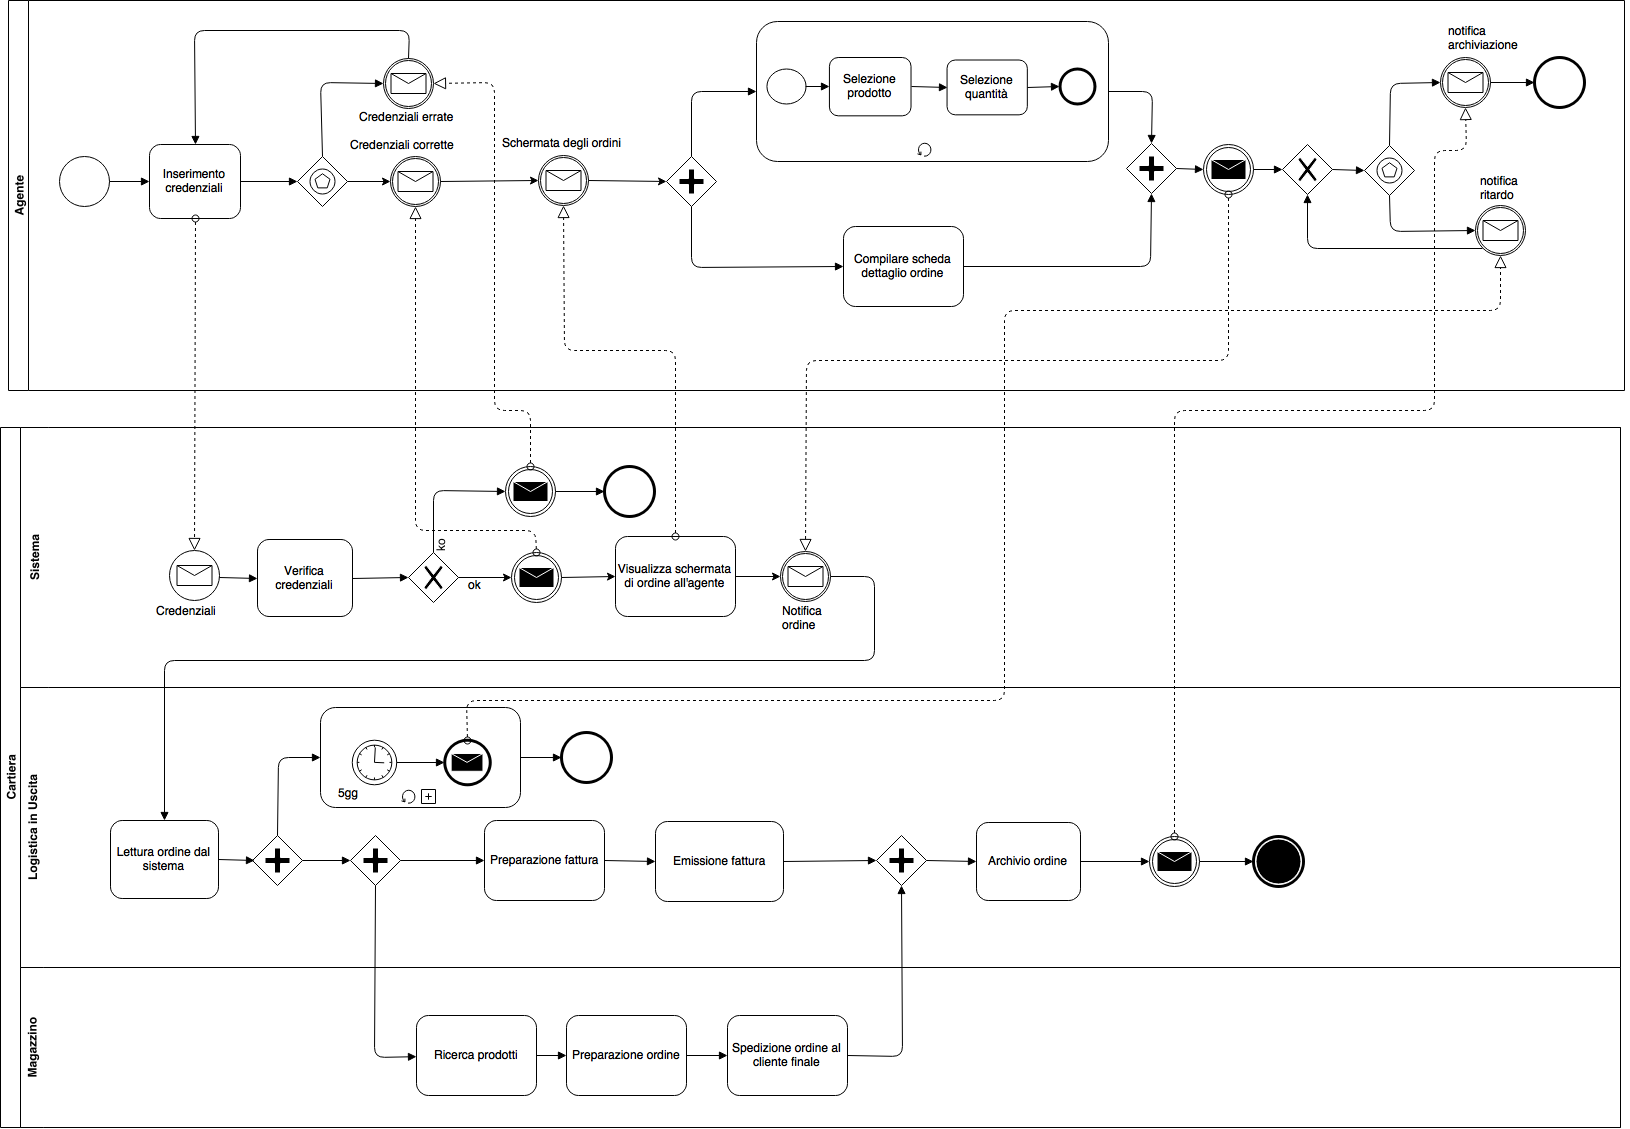 Agente
Inserimento
credenziali
Credenziali errate
Credenziali corrette
Schermata degli ordini
Selezione
prodotto
Selezione
quantità
Compilare scheda
dettaglio ordine
notifica
archiviazione
notifica
ritardo
Cartiera
Sistema
Credenziali
Verifica
credenziali
ko
ok
Visualizza schermata
di ordine all'agente
Notifica
ordine
Logistica in Uscita
Lettura ordine dal
sistema
5gg
Preparazione fattura
Emissione fattura
Archivio ordine
Magazzino
Ricerca prodotti
Preparazione ordine
Spedizione ordine al
cliente finale